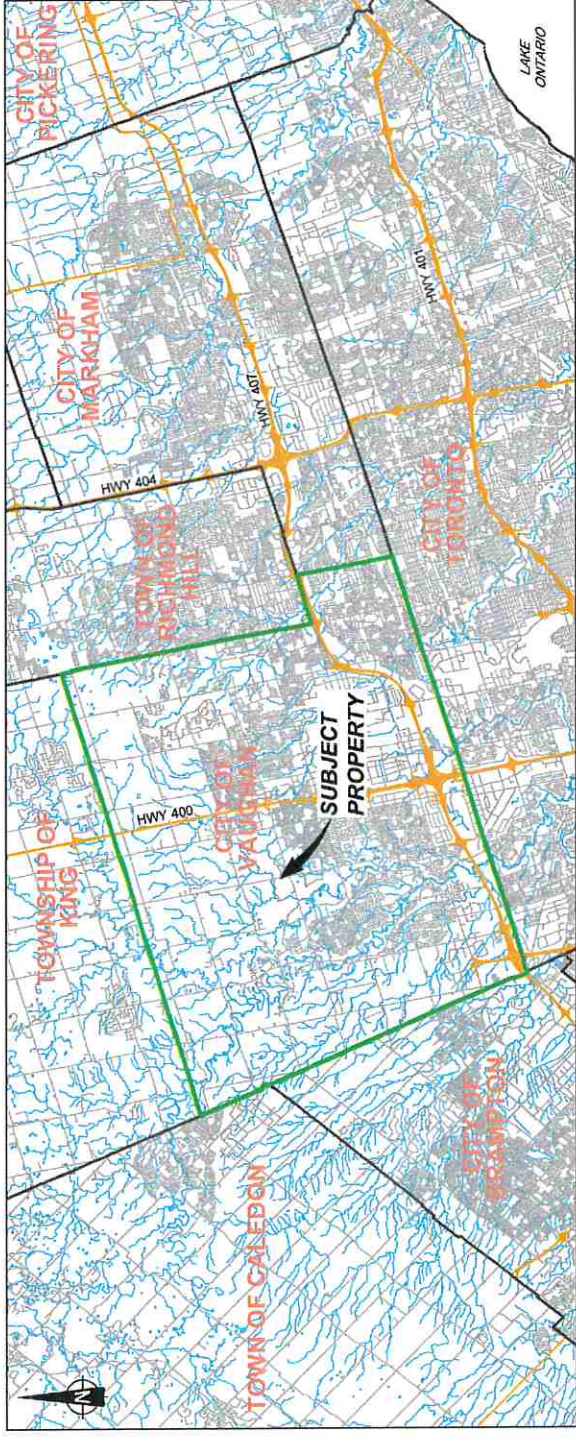 CITY OF
PICKERING
LAKE
ONTARIO
CITY OF
MARKHAM
HWY 407
HWY 401
HWY 404
TOWN OF
RICHMOND
HILL
CITY OF
TORONTO
TOWNSHIP OF
KING
HWY 400
CITY OF
VAUGHAN
SUBJECT
PROPERTY
CITY OF
BRAMPTON
TOWN OF CALEDON
N